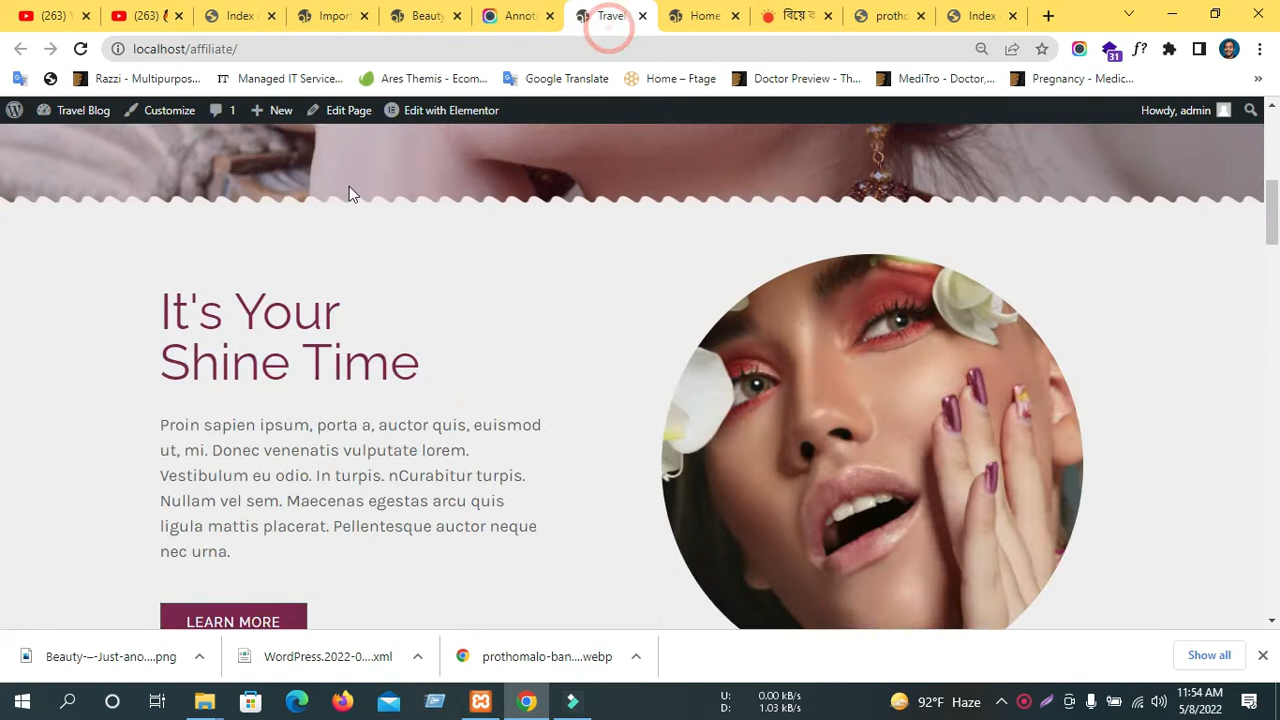 (263) Y
(263)
Index
Impor
Beauty
Annot
Travel
Home
বিয়ে ক
protho
Index
localhost/affiliate/
31
f?
Razzi - Multipurpos...
IT Managed IT Service...
Ares Themis - Ecom...
Google Translate
Home – Ftage
Doctor Preview - Th...
MediTro - Doctor,...
Pregnancy - Medic...
»
Travel Blog
Customize
1
New
Edit Page
Edit with Elementor
Howdy, admin
It's Your
Shine Time
Proin sapien ipsum, porta a, auctor quis, euismod
ut, mi. Donec venenatis vulputate lorem.
Vestibulum eu odio. In turpis. nCurabitur turpis.
Nullam vel sem. Maecenas egestas arcu quis
ligula mattis placerat. Pellentesque auctor neque
nec urna.
LEARN MORE
Beauty-–-Just-ano....png
WordPress.2022-0....xml
prothomalo-ban....webp
Show all
U: 0.00 kB/s
D: 1.03 kB/s
92°F Haze
11:54 AM
5/8/2022